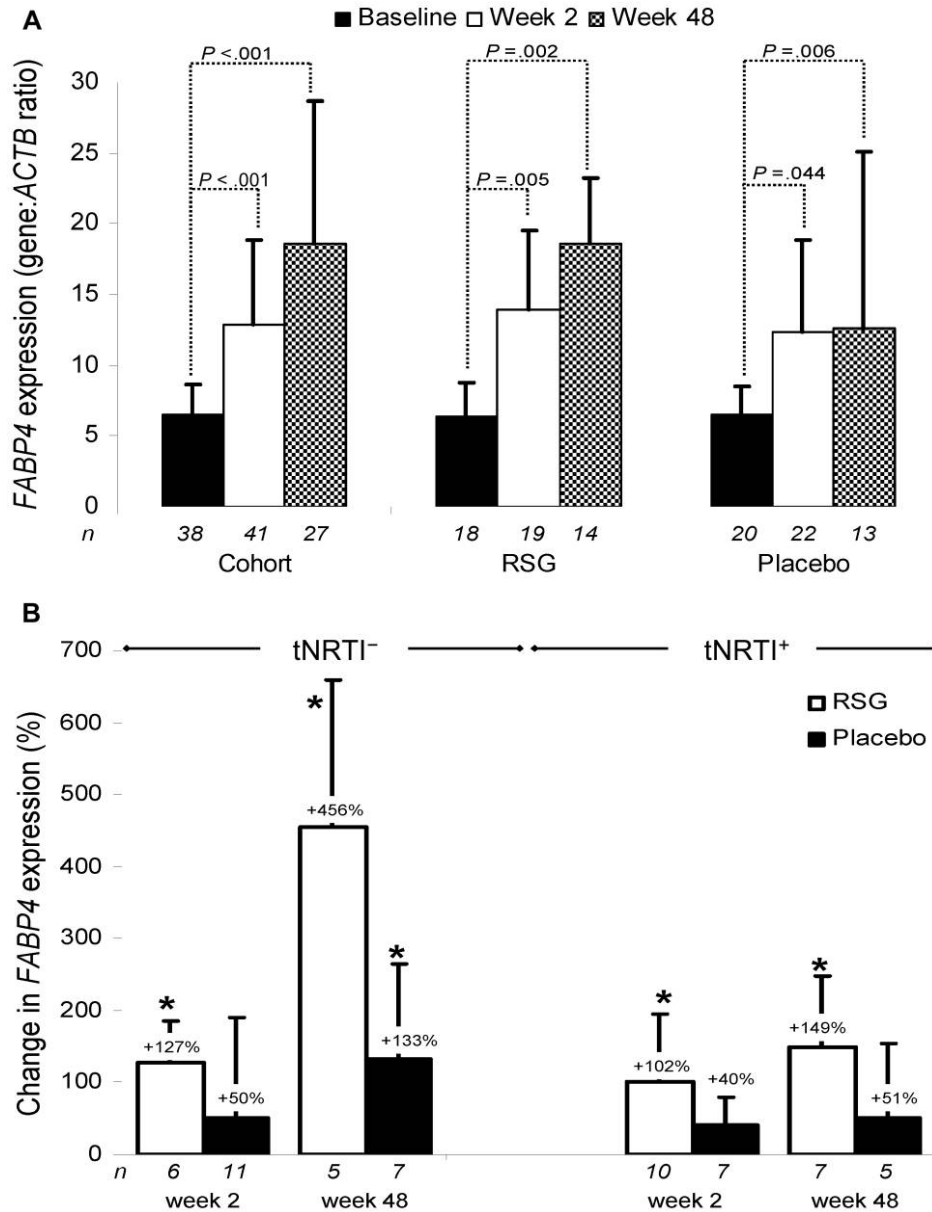 A
Baseline Week 2 Week 48
P <.001
P =.002
P =.006
P <.001
P =.005
P =.044
FABP4 expression (gene:ACTB ratio)
30
25
20
15
10
5
0
n 38 41 27 18 19 14 20 22 13
Cohort RSG Placebo
B
tNRTI⁻ tNRTI⁺
RSG
Placebo
Change in FABP4 expression (%)
700
600
500
400
300
200
100
0
*
+456%
*
+133%
*
+127%
+50%
*
+102%
+40%
*
+149%
+51%
n 6 11 5 7 10 7 7 5
week 2 week 48 week 2 week 48